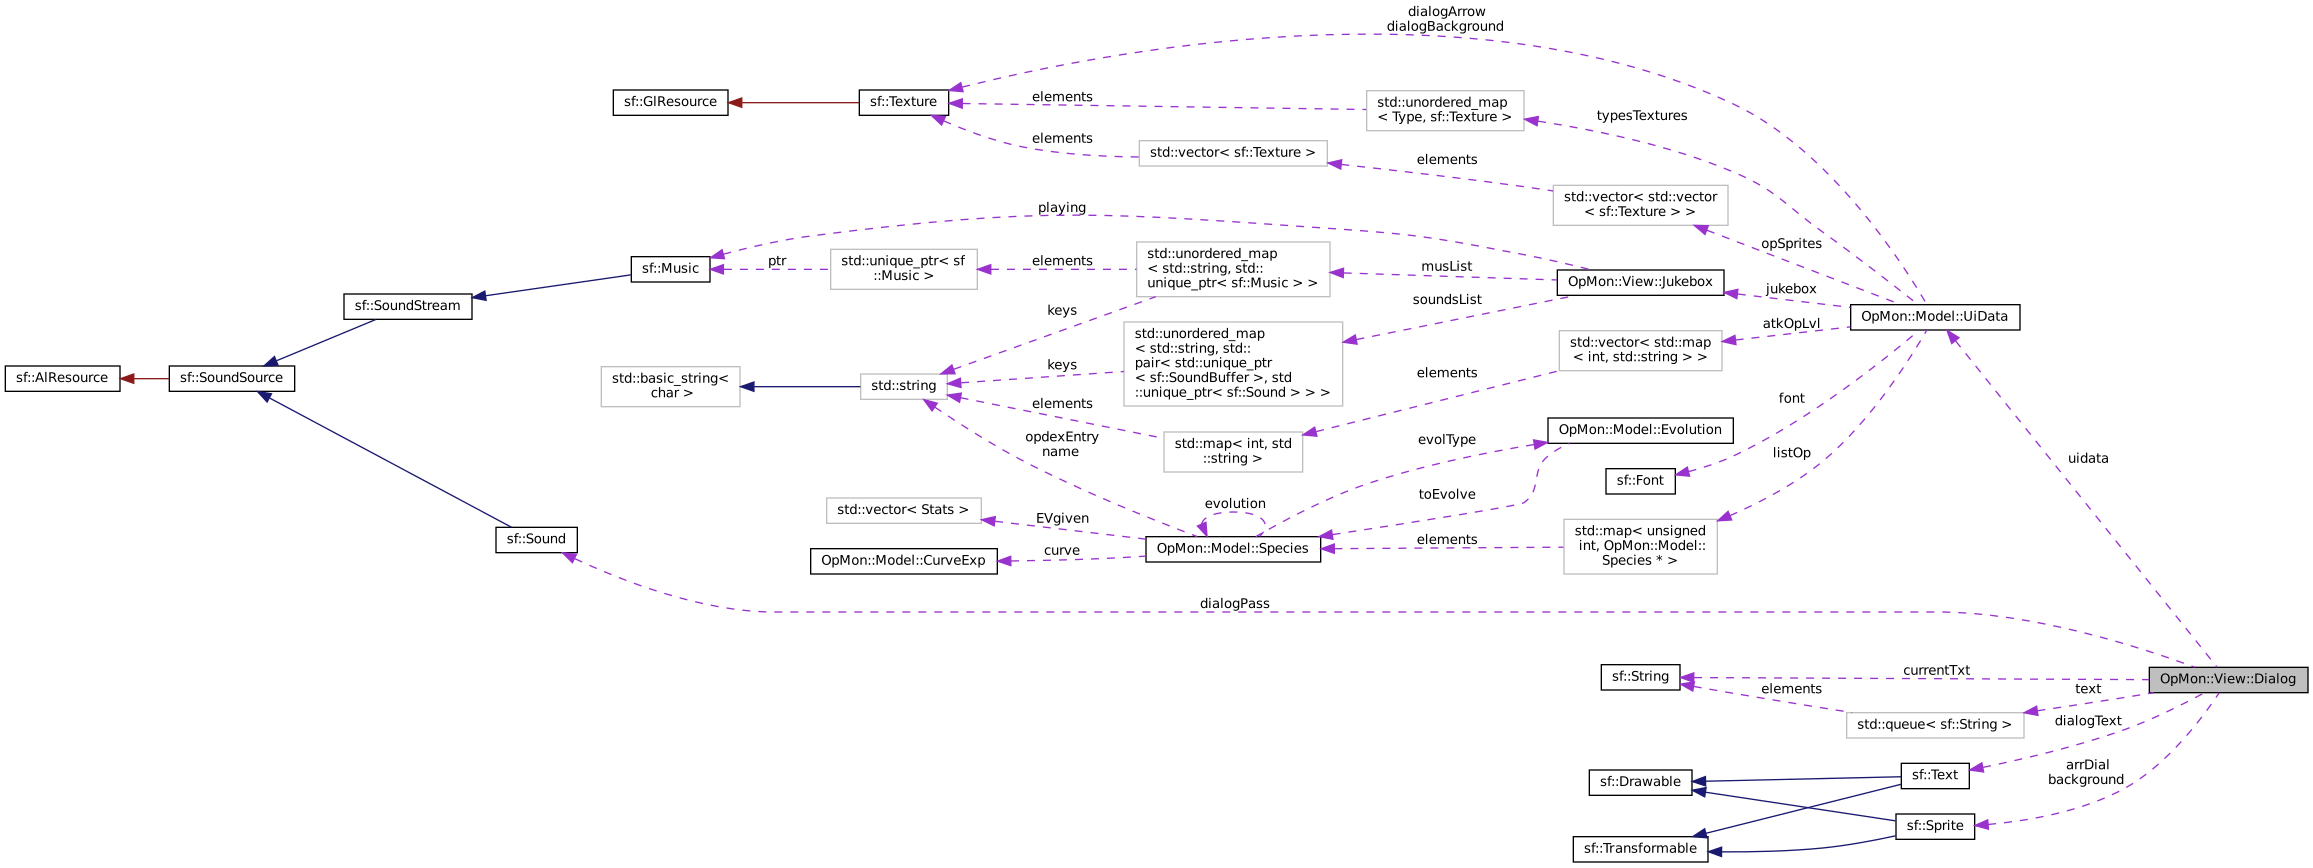 dialogArrow
dialogBackground
sf::GlResource
sf::Texture
elements
std::unordered_map
< Type, sf::Texture >
typesTextures
elements
std::vector< sf::Texture >
elements
std::vector< std::vector
< sf::Texture > >
opSprites
playing
sf::Music
ptr
std::unique_ptr< sf
::Music >
elements
std::unordered_map
< std::string, std::
unique_ptr< sf::Music > >
musList
OpMon::View::Jukebox
jukebox
sf::SoundStream
keys
soundsList
OpMon::Model::UiData
std::unordered_map
< std::string, std::
pair< std::unique_ptr
< sf::SoundBuffer >, std
::unique_ptr< sf::Sound > > >
atkOpLvl
std::vector< std::map
< int, std::string > >
sf::AlResource
sf::SoundSource
std::basic_string<
char >
std::string
keys
elements
elements
font
opdexEntry
name
std::map< int, std
::string >
evolType
OpMon::Model::Evolution
listOp
uidata
sf::Font
toEvolve
evolution
std::vector< Stats >
EVgiven
sf::Sound
OpMon::Model::CurveExp
curve
OpMon::Model::Species
elements
std::map< unsigned
int, OpMon::Model::
Species * >
dialogPass
sf::String
currentTxt
OpMon::View::Dialog
elements
text
std::queue< sf::String >
dialogText
sf::Drawable
sf::Text
arrDial
background
sf::Sprite
sf::Transformable